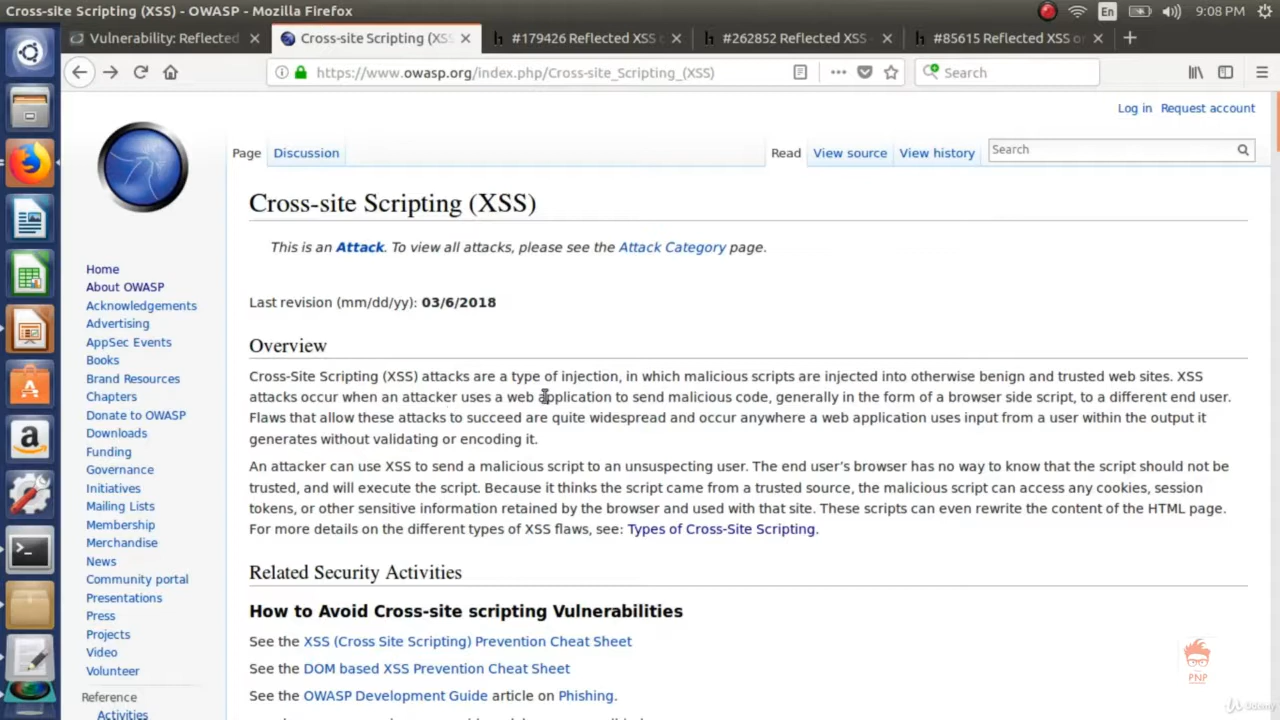 Cross-site Scripting (XSS) - OWASP - Mozilla Firefox
En
9:08 PM
Vulnerability: Reflected
Cross-site Scripting (XSS
#179426 Reflected XSS
#262852 Reflected XSS
#85615 Reflected XSS o
https://www.owasp.org/index.php/Cross-site_Scripting_(XSS)
Search
Log in Request account
Page Discussion
Read View source View history
Search
Cross-site Scripting (XSS)
This is an Attack. To view all attacks, please see the Attack Category page.
Last revision (mm/dd/yy): 03/6/2018
Overview
Cross-Site Scripting (XSS) attacks are a type of injection, in which malicious scripts are injected into otherwise benign and trusted web sites. XSS
attacks occur when an attacker uses a web application to send malicious code, generally in the form of a browser side script, to a different end user.
Flaws that allow these attacks to succeed are quite widespread and occur anywhere a web application uses input from a user within the output it
generates without validating or encoding it.
An attacker can use XSS to send a malicious script to an unsuspecting user. The end user's browser has no way to know that the script should not be
trusted, and will execute the script. Because it thinks the script came from a trusted source, the malicious script can access any cookies, session
tokens, or other sensitive information retained by the browser and used with that site. These scripts can even rewrite the content of the HTML page.
For more details on the different types of XSS flaws, see: Types of Cross-Site Scripting.
Related Security Activities
How to Avoid Cross-site scripting Vulnerabilities
See the XSS (Cross Site Scripting) Prevention Cheat Sheet
See the DOM based XSS Prevention Cheat Sheet
See the OWASP Development Guide article on Phishing.
Home
About OWASP
Acknowledgements
Advertising
AppSec Events
Books
Brand Resources
Chapters
Donate to OWASP
Downloads
Funding
Governance
Initiatives
Mailing Lists
Membership
Merchandise
News
Community portal
Presentations
Press
Projects
Video
Volunteer
Reference
Activities
PNP
Udemy